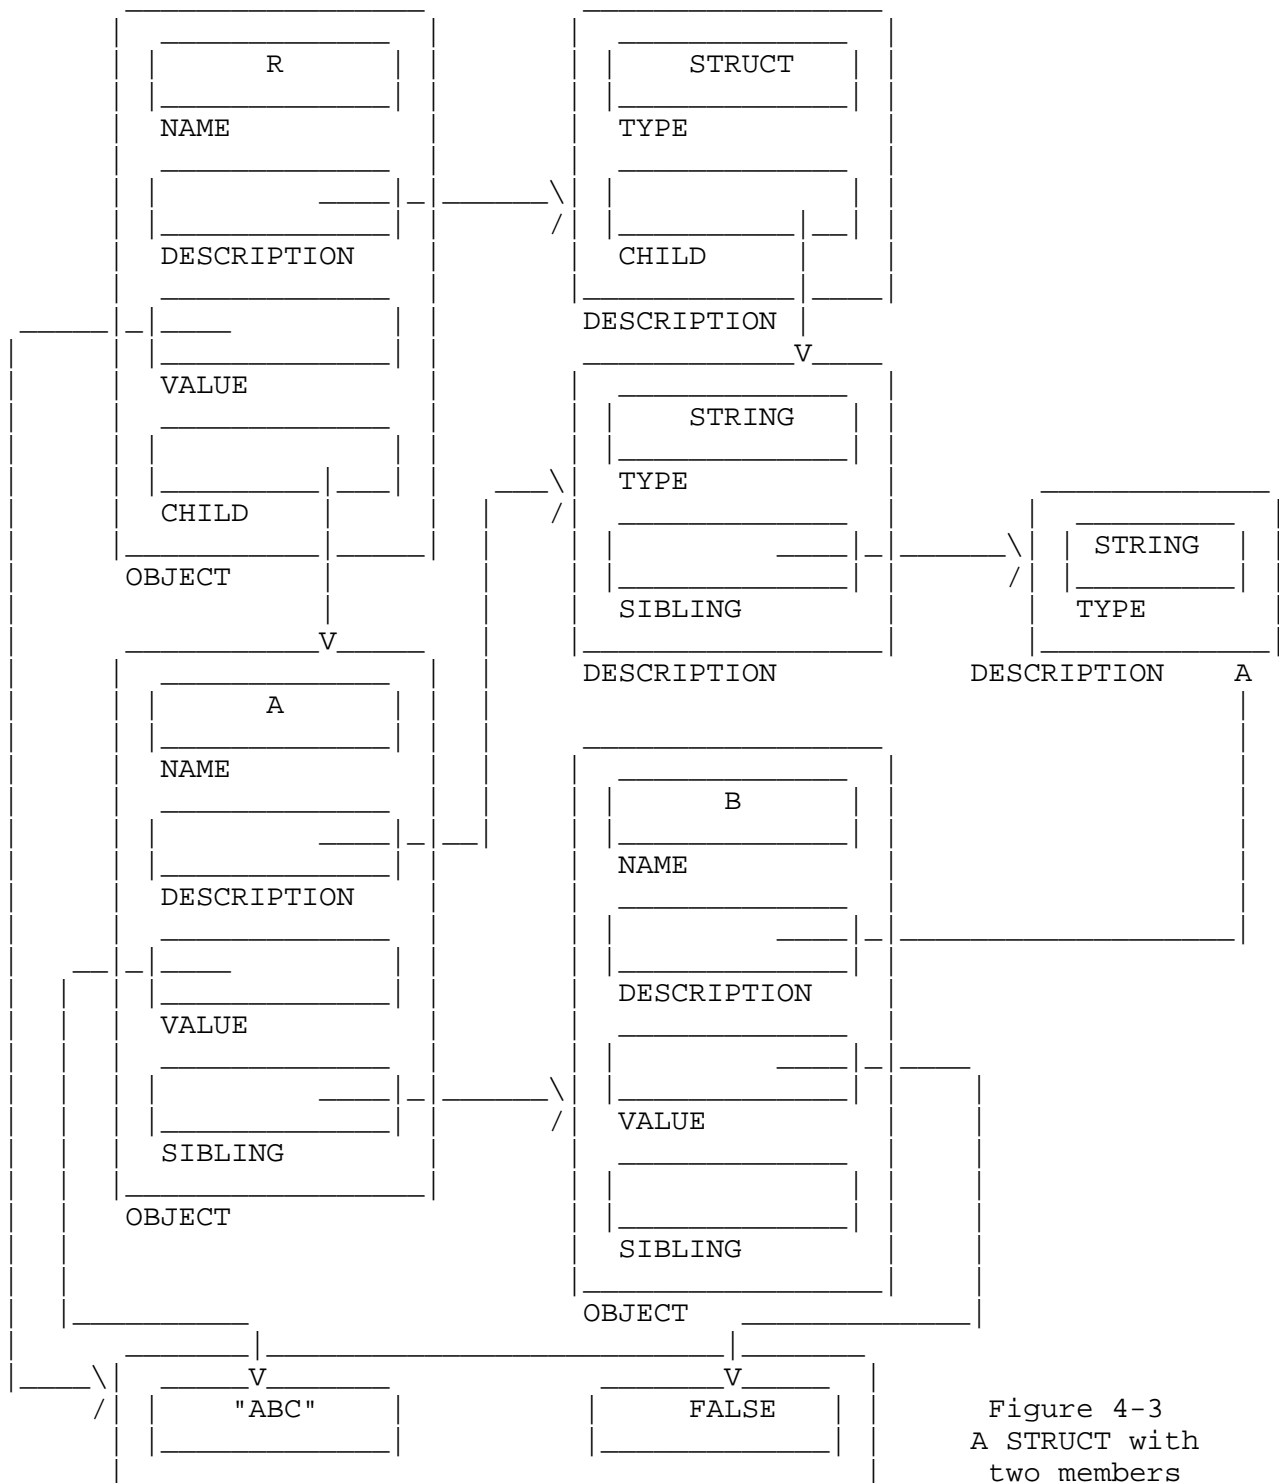 R STRUCT
NAME TYPE
DESCRIPTION CHILD
DESCRIPTION
VALUE
STRING
TYPE
CHILD
STRING
OBJECT
SIBLING TYPE
DESCRIPTION DESCRIPTION
A
NAME
B
NAME
DESCRIPTION
DESCRIPTION
VALUE
VALUE
SIBLING
OBJECT
SIBLING
OBJECT
"ABC" FALSE Figure 4-3
A STRUCT with
two members